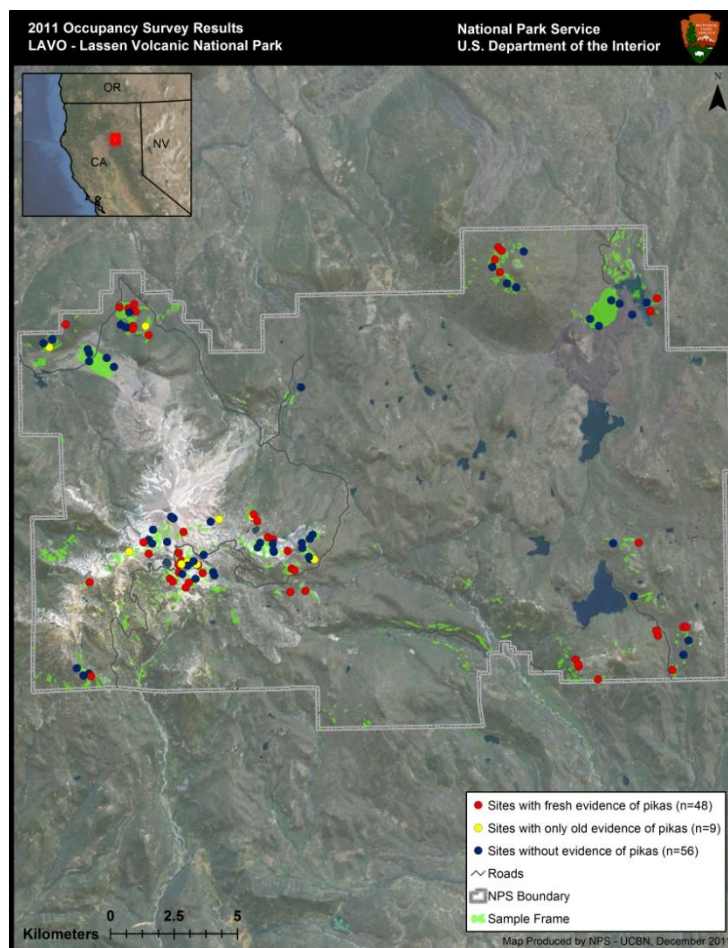 2011 Occupancy Survey Results
LAVO - Lassen Volcanic National Park
National Park Service
U.S. Department of the Interior
N
OR
NV
CA
Sites with fresh evidence of pikas (n=48)
Sites with only old evidence of pikas (n=9)
Sites without evidence of pikas (n=56)
Roads
NPS Boundary
Sample Frame
0 2.5 5
Kilometers
Map Produced by NPS - UCBN, December 201